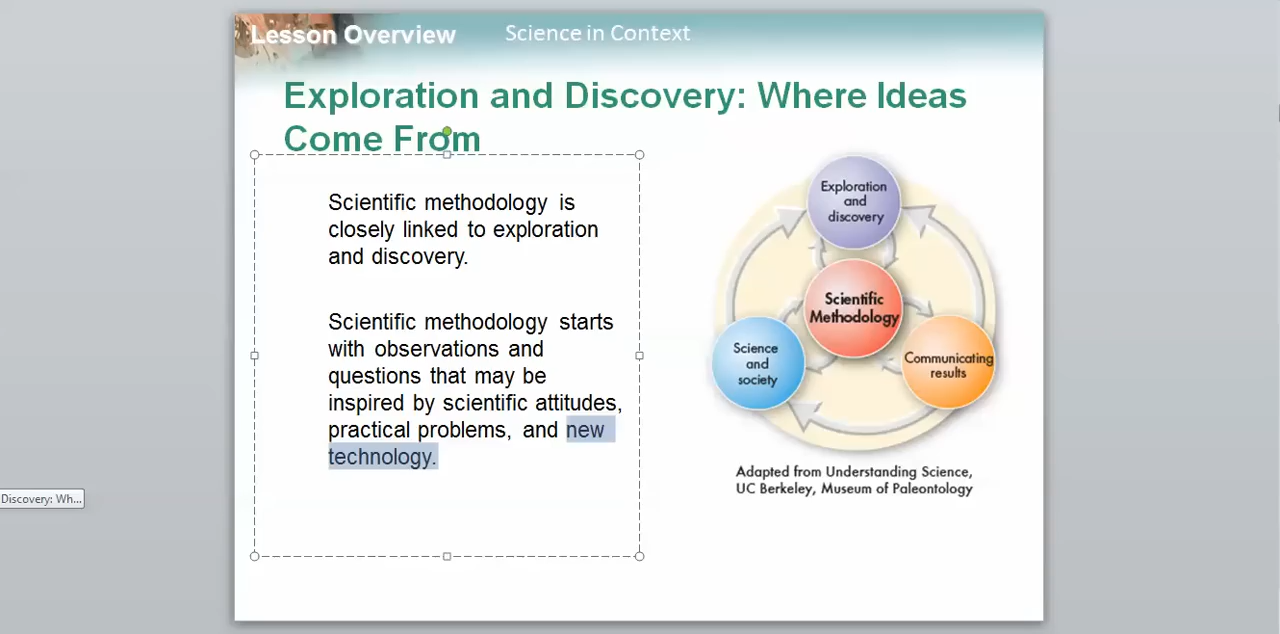 Lesson Overview
Science in Context
Exploration and Discovery: Where Ideas
Come From
Scientific methodology is
closely linked to exploration
and discovery.
Scientific methodology starts
with observations and
questions that may be
inspired by scientific attitudes,
practical problems, and new
technology.
Exploration
and
discovery
Scientific
Methodology
Science
and
society
Communicating
results
Adapted from Understanding Science,
UC Berkeley, Museum of Paleontology
Discovery: Wh...